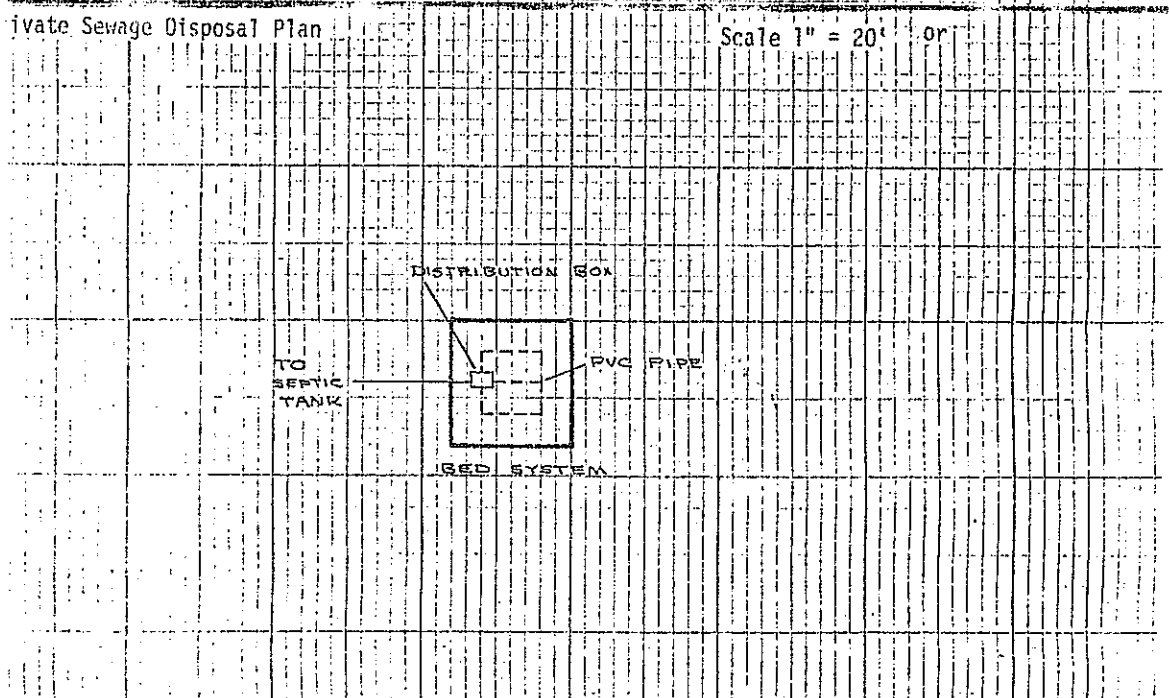 ivate Sewage Disposal Plan
Scale 1" = 20' or
DISTRIBUTION BOX
TO
SEPTIC
TANK
PVC PIPE
BED SYSTEM